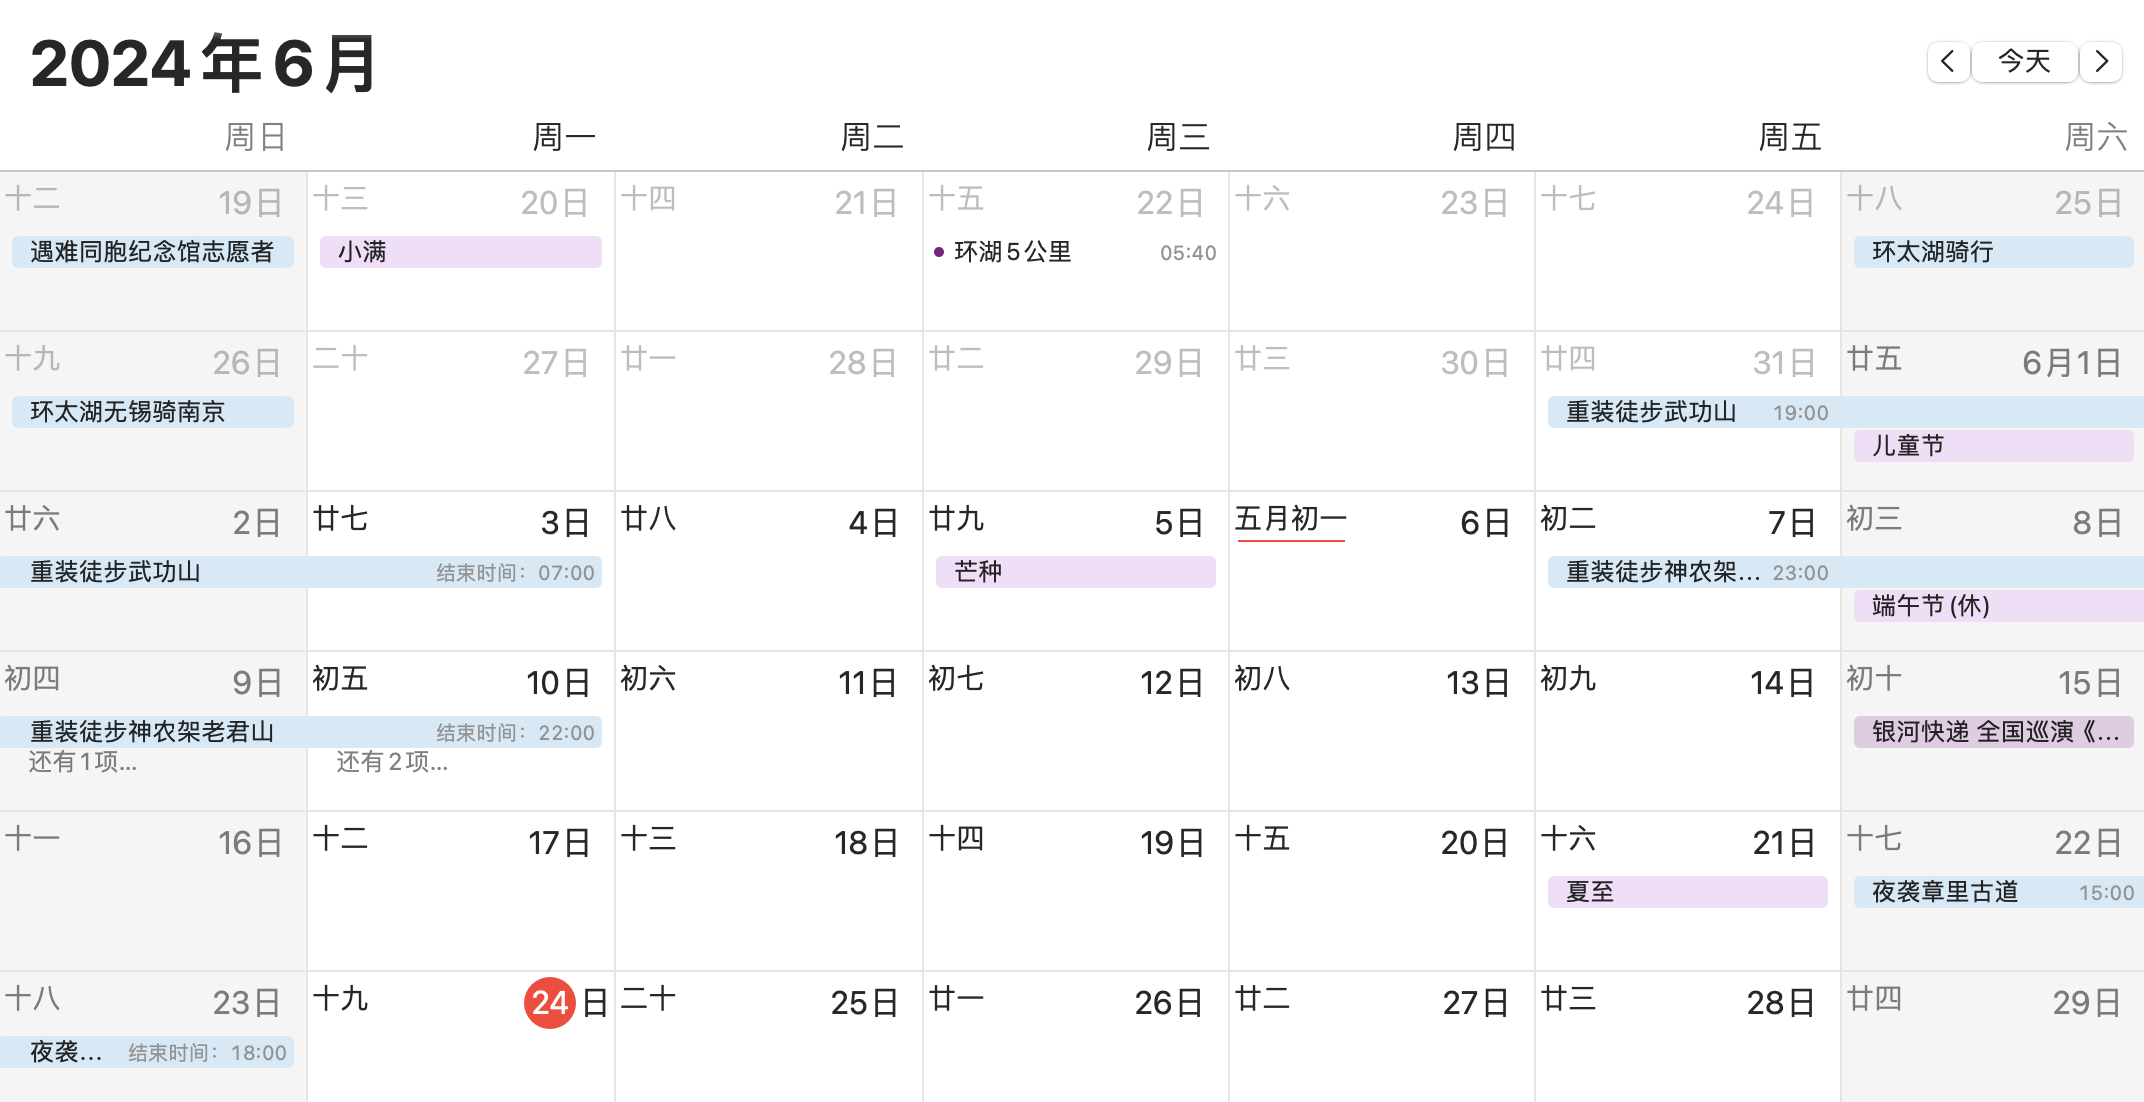 2024年6月
今天
周日 周一 周二 周三 周四 周五 周六
十二 19日 十三 20日 十四 21日 十五 22日 十六 23日 十七 24日 十八 25日
遇难同胞纪念馆志愿者 小满 环湖5公里 05:40 环太湖骑行
十九 26日 二十 27日 廿一 28日 廿二 29日 廿三 30日 廿四 31日 廿五 6月1日
环太湖无锡骑南京 重装徒步武功山 19:00
儿童节
廿六 2日 廿七 3日 廿八 4日 廿九 5日 五月初一 6日 初二 7日 初三 8日
重装徒步武功山 结束时间：07:00 芒种 重装徒步神农架... 23:00
端午节(休)
初四 9日 初五 10日 初六 11日 初七 12日 初八 13日 初九 14日 初十 15日
重装徒步神农架老君山 结束时间：22:00 银河快递 全国巡演《...
还有1项... 还有2项...
十一 16日 十二 17日 十三 18日 十四 19日 十五 20日 十六 21日 十七 22日
夏至 夜袭章里古道 15:00
十八 23日 十九 24日 二十 25日 廿一 26日 廿二 27日 廿三 28日 廿四 29日
夜袭... 结束时间：18:00